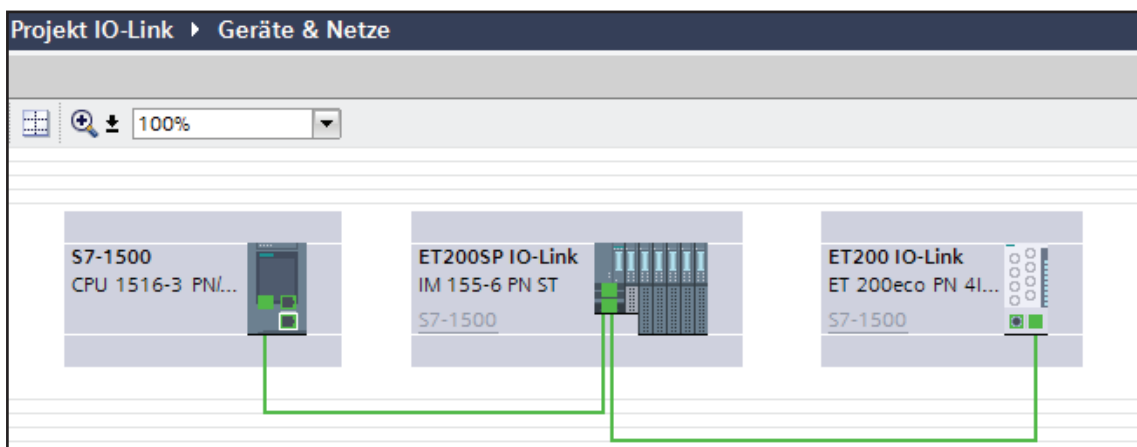 Projekt IO-Link ▸ Geräte & Netze
100%
S7-1500
CPU 1516-3 PN/...
ET200SP IO-Link
IM 155-6 PN ST
S7-1500
ET200 IO-Link
ET 200eco PN 4I...
S7-1500